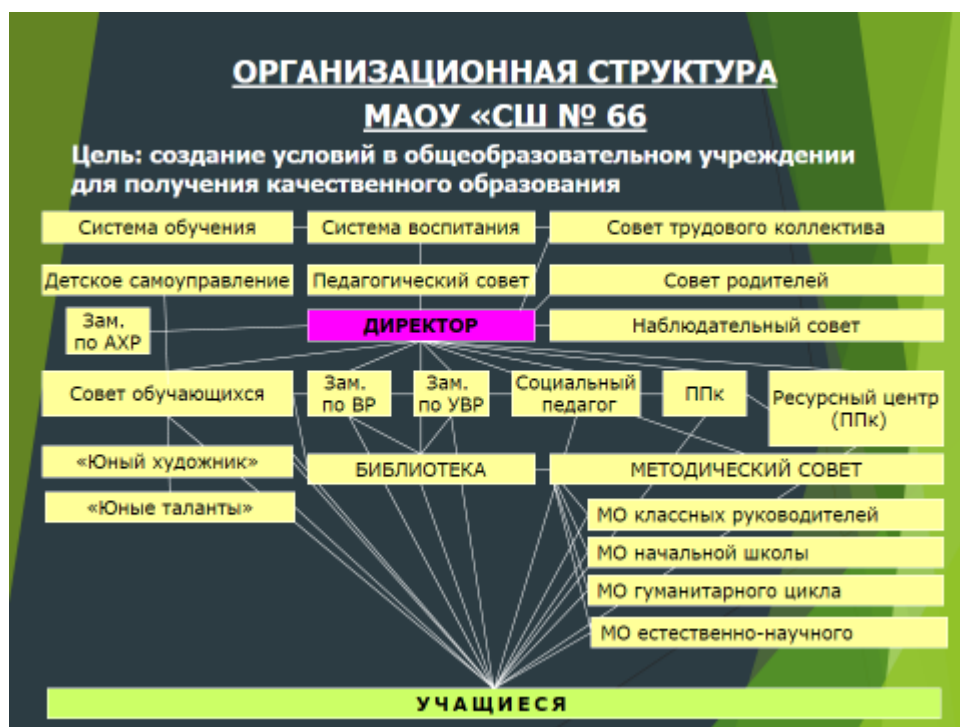 ОРГАНИЗАЦИОННАЯ СТРУКТУРА
МАОУ «СШ № 66
Цель: создание условий в общеобразовательном учреждении
для получения качественного образования
Система обучения
Система воспитания
Совет трудового коллектива
Детское самоуправление
Педагогический совет
Совет родителей
Зам.
по АХР
ДИРЕКТОР
Наблюдательный совет
Совет обучающихся
Зам.
по ВР
Зам.
по УВР
Социальный
педагог
ППк
Ресурсный центр
(ППк)
«Юный художник»
БИБЛИОТЕКА
МЕТОДИЧЕСКИЙ СОВЕТ
«Юные таланты»
МО классных руководителей
МО начальной школы
МО гуманитарного цикла
МО естественно-научного
УЧАЩИЕСЯ